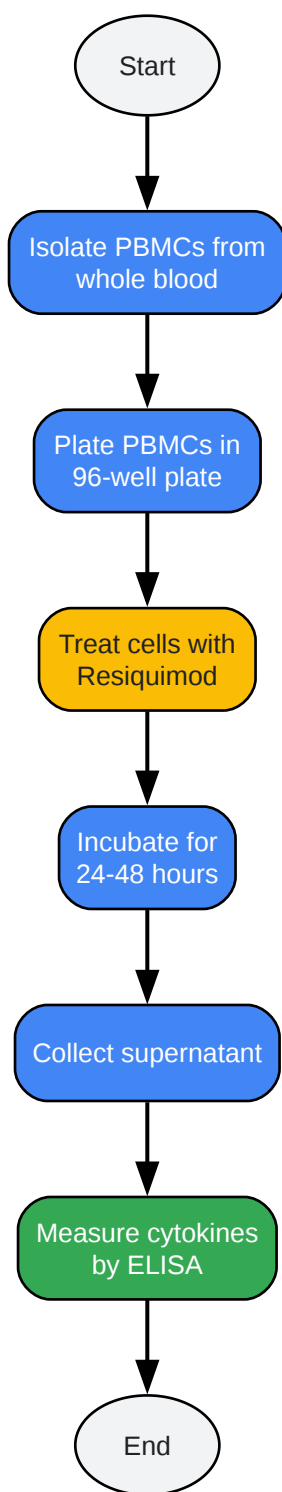 Start
Isolate PBMCs from
whole blood
Plate PBMCs in
96-well plate
Treat cells with
Resiquimod
Incubate for
24-48 hours
Collect supernatant
Measure cytokines
by ELISA
End